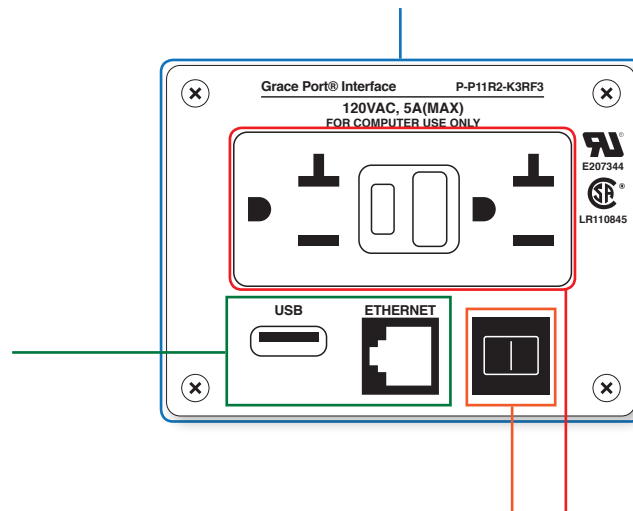 Grace Port® Interface P-P11R2-K3RF3
120VAC, 5A(MAX)
FOR COMPUTER USE ONLY
E207344
LR110845
USB ETHERNET